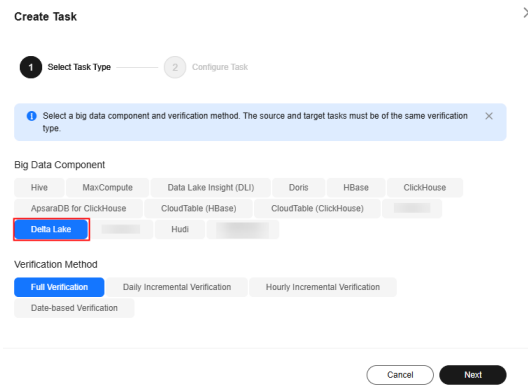 Create Task
1 Select Task Type 2 Configure Task
Select a big data component and verification method. The source and target tasks must be of the same verification
type.
Big Data Component
Hive MaxCompute Data Lake Insight (DLI) Doris HBase ClickHouse
ApsaraDB for ClickHouse CloudTable (HBase) CloudTable (ClickHouse)
Delta Lake Hudi
Verification Method
Full Verification Daily Incremental Verification Hourly Incremental Verification
Date-based Verification
Cancel Next